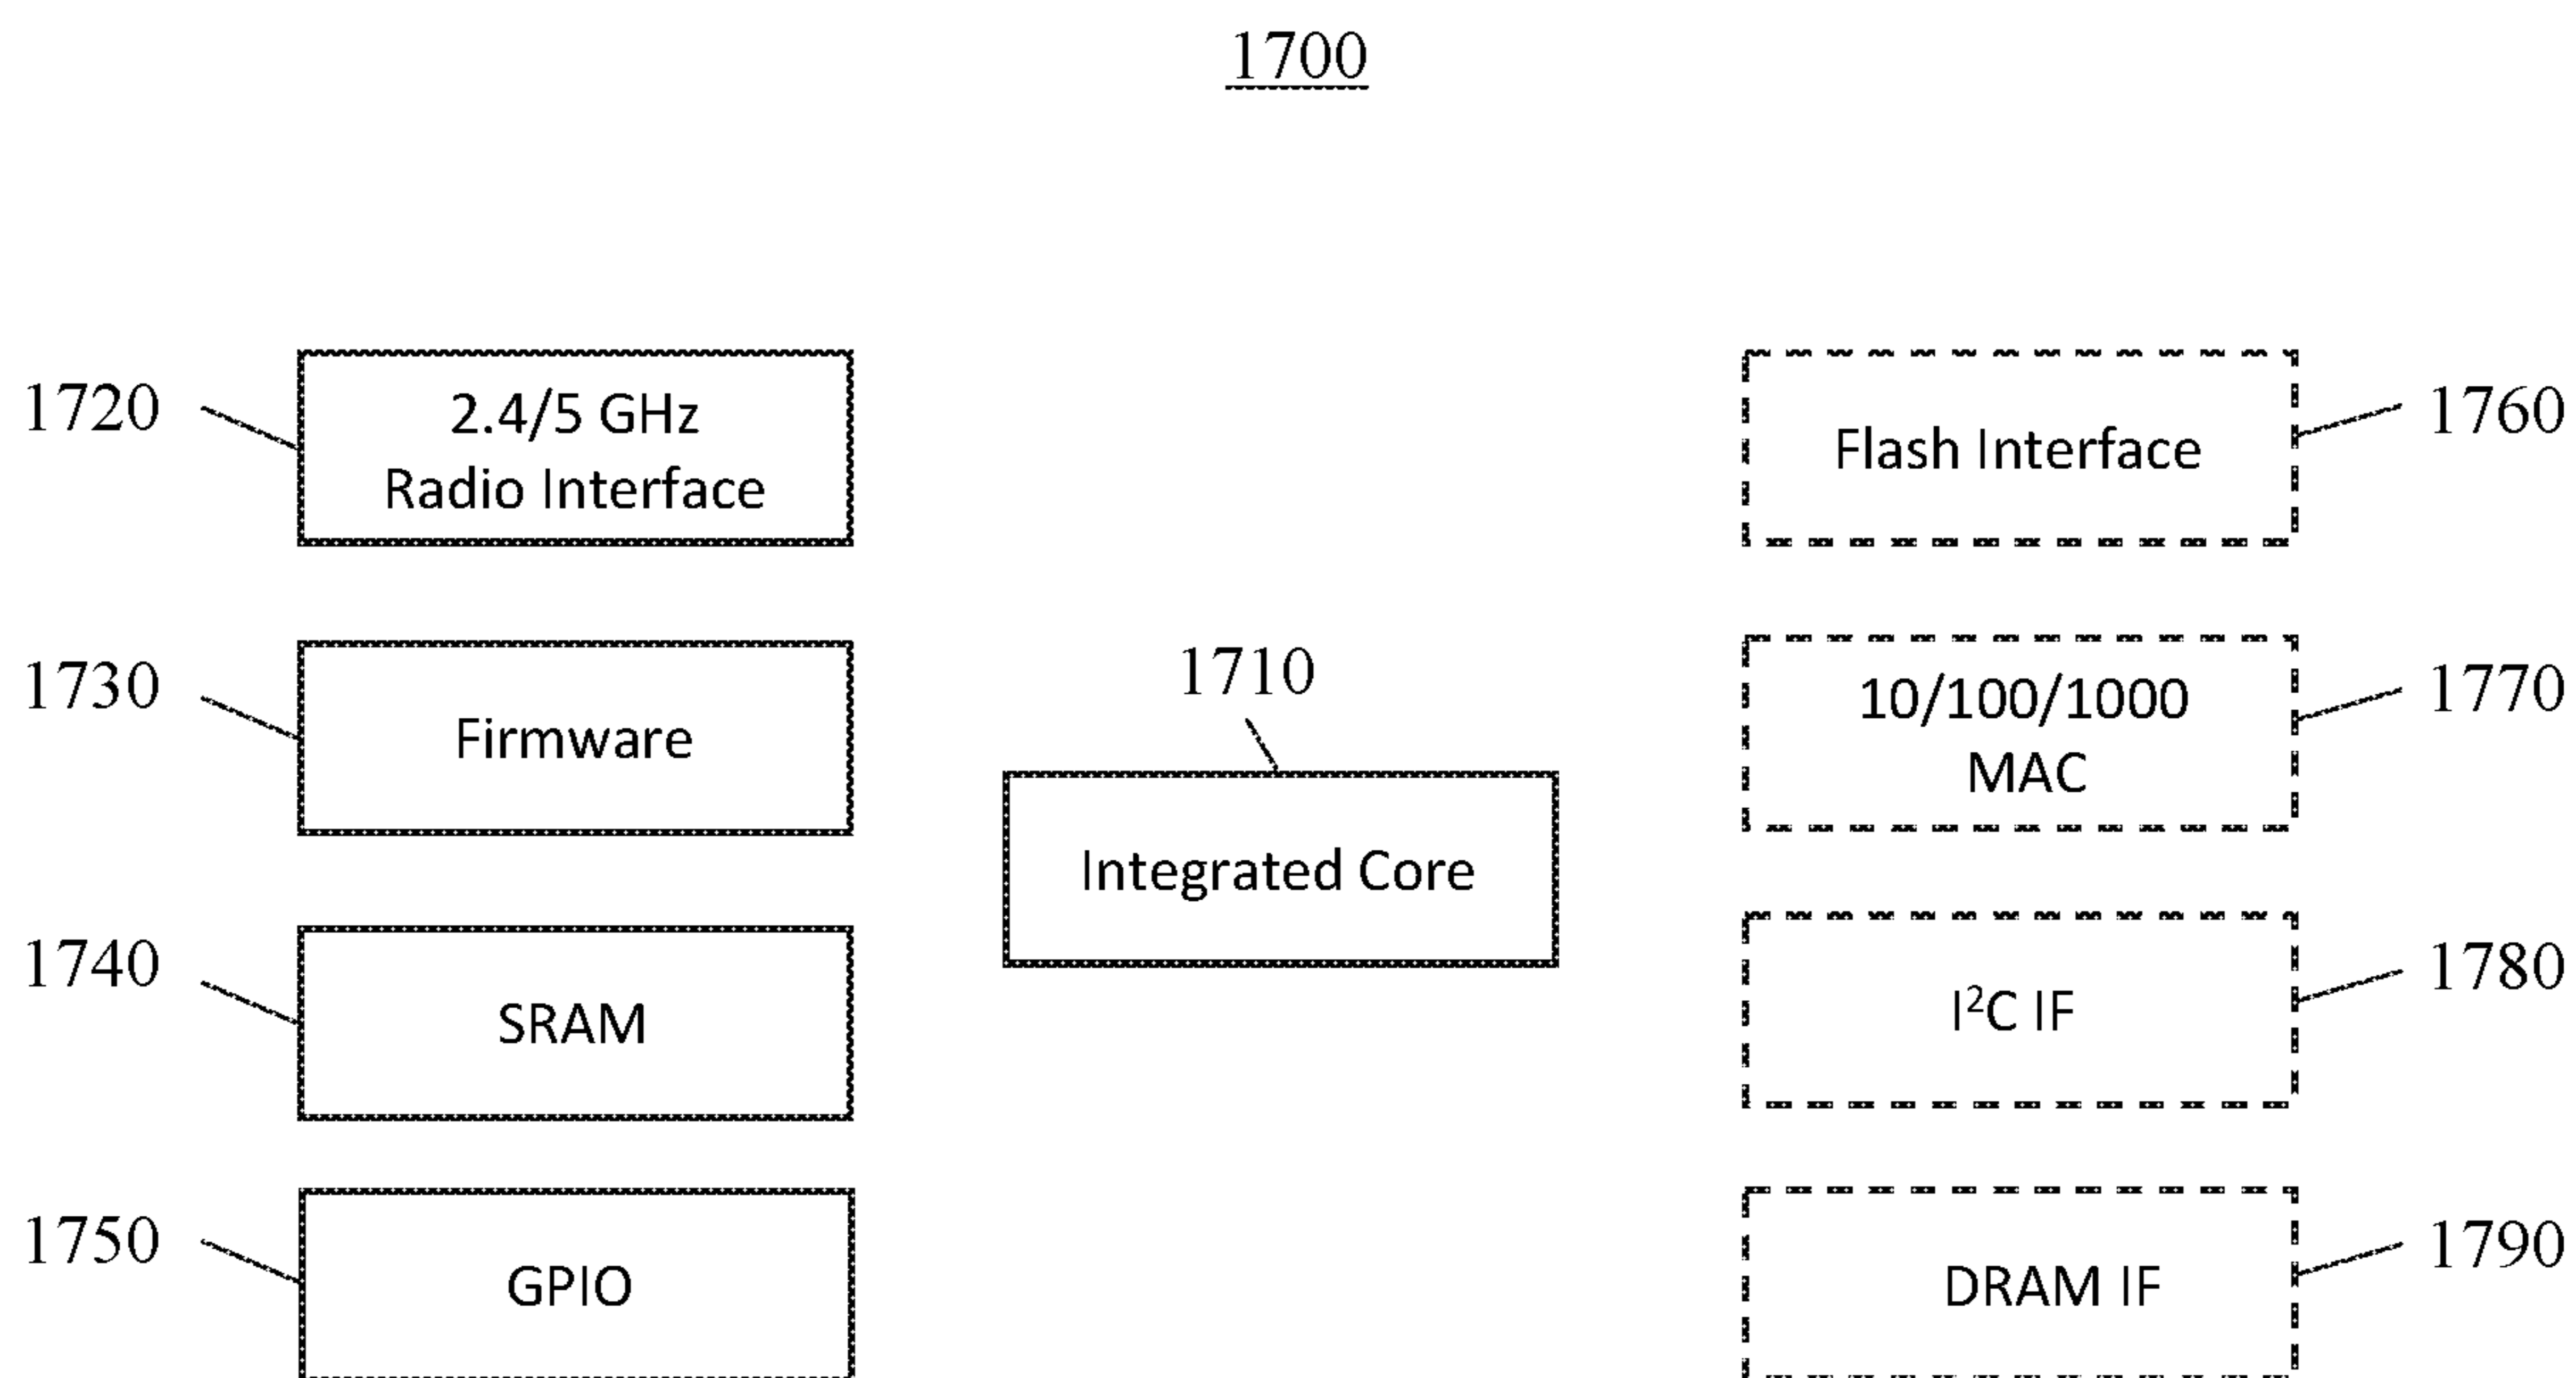 1700
1720
2.4/5 GHz
Radio Interface
1730
Firmware
1740
SRAM
1750
GPIO
1710
Integrated Core
Flash Interface
1760
10/100/1000
MAC
1770
I²C IF
1780
DRAM IF
1790